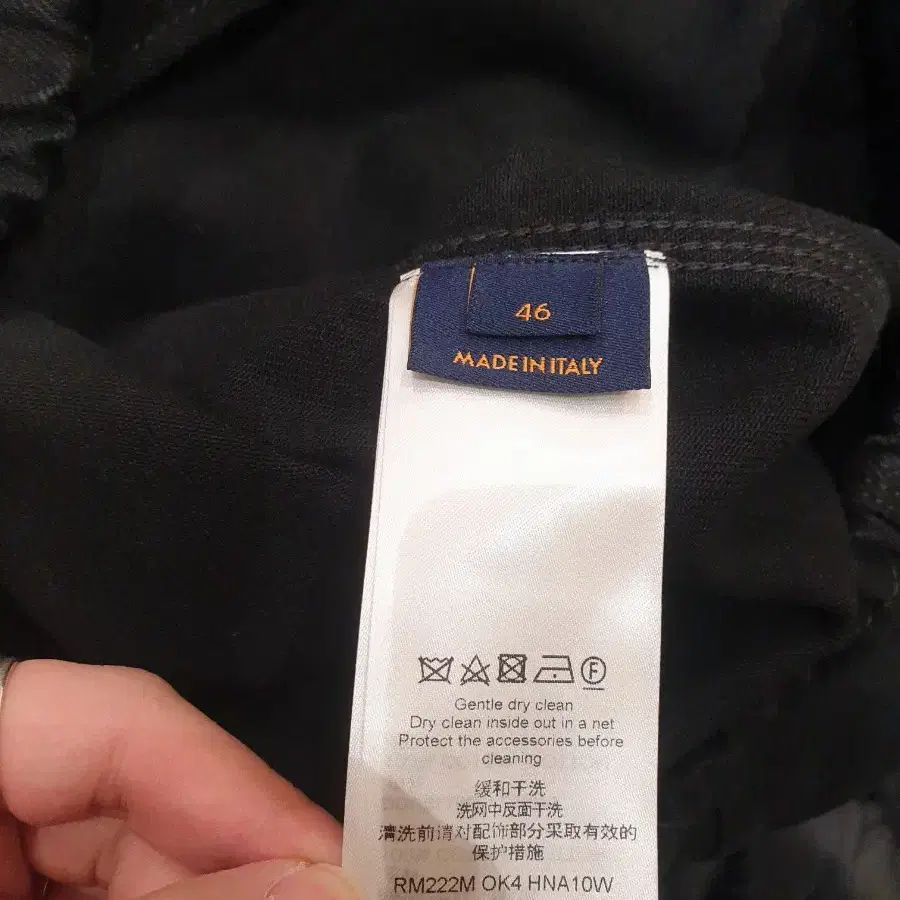 46
MADE IN ITALY
F
Gentle dry clean
Dry clean inside out in a net
Protect the accessories before
cleaning
缓和干洗
洗网中反面干洗
清洗前请对配饰部分采取有效的
保护措施
RM222M OK4 HNA10W